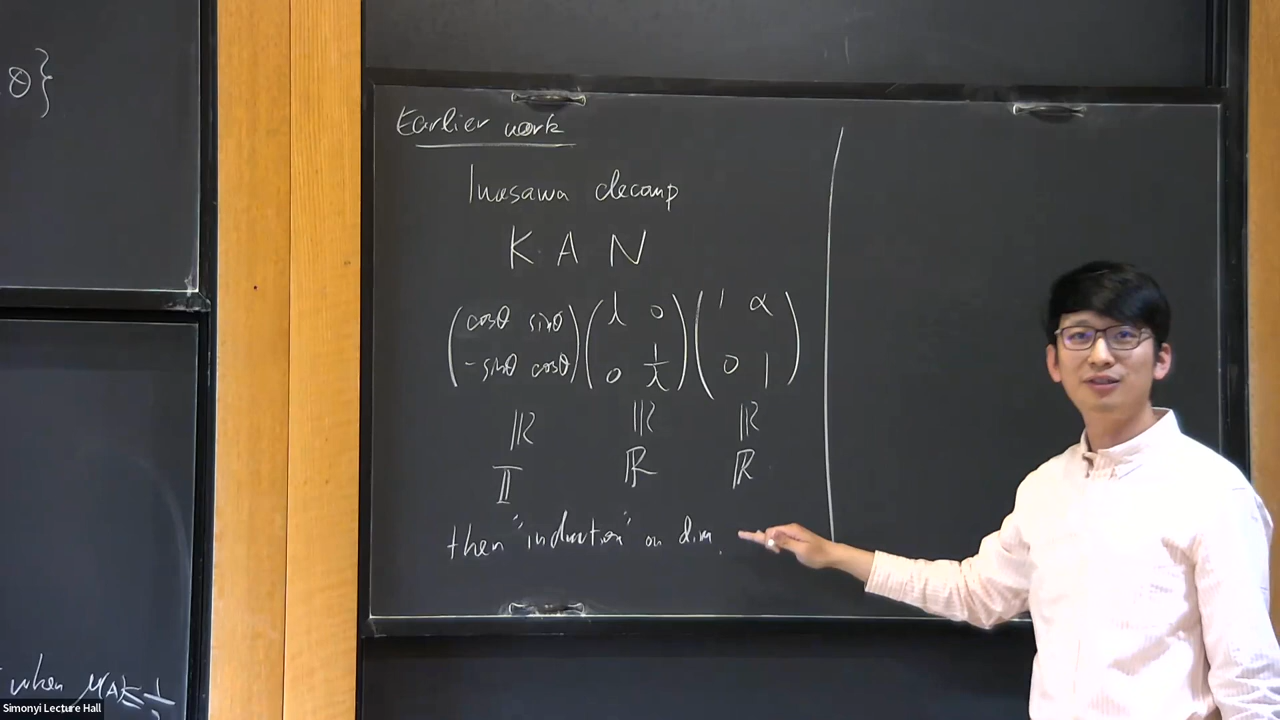 θ}
Earlier work
Iwasawa decomp
K A N
(cosθ sinθ) (λ 0) (1 α)
(-sinθ cosθ) (0 1/λ) (0 1)
ℝ ℝ ℝ
𝕋 ℝ ℝ
then "induction" on dim.
when
Simonyi Lecture Hall